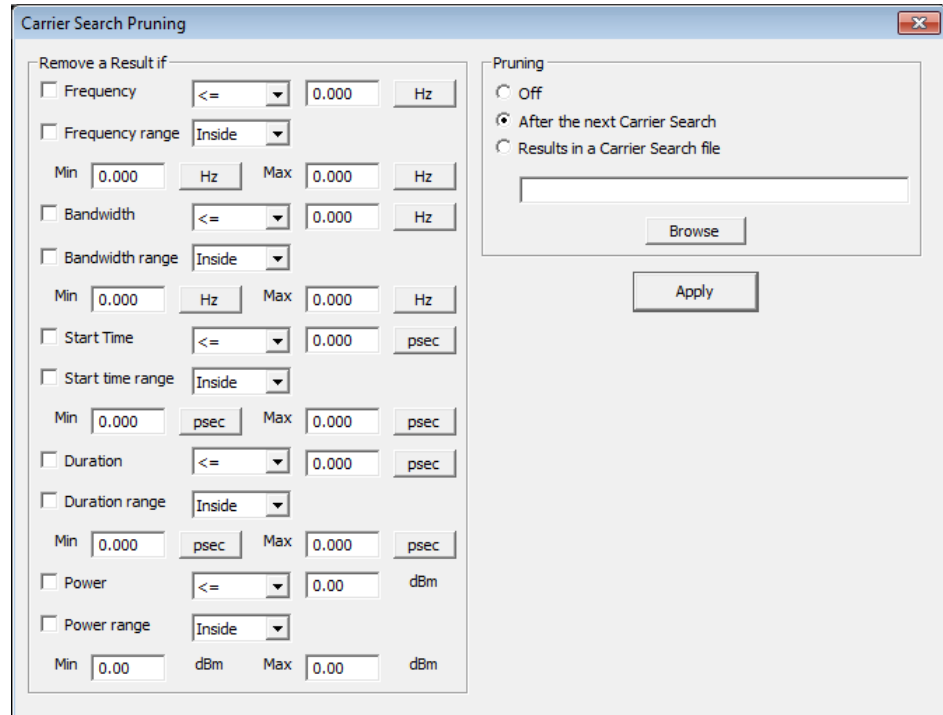 Carrier Search Pruning
Remove a Result if
Frequency <= 0.000 Hz
Frequency range Inside
Min 0.000 Hz Max 0.000 Hz
Bandwidth <= 0.000 Hz
Bandwidth range Inside
Min 0.000 Hz Max 0.000 Hz
Start Time <= 0.000 psec
Start time range Inside
Min 0.000 psec Max 0.000 psec
Duration <= 0.000 psec
Duration range Inside
Min 0.000 psec Max 0.000 psec
Power <= 0.00 dBm
Power range Inside
Min 0.00 dBm Max 0.00 dBm
Pruning
Off
After the next Carrier Search
Results in a Carrier Search file
Browse
Apply